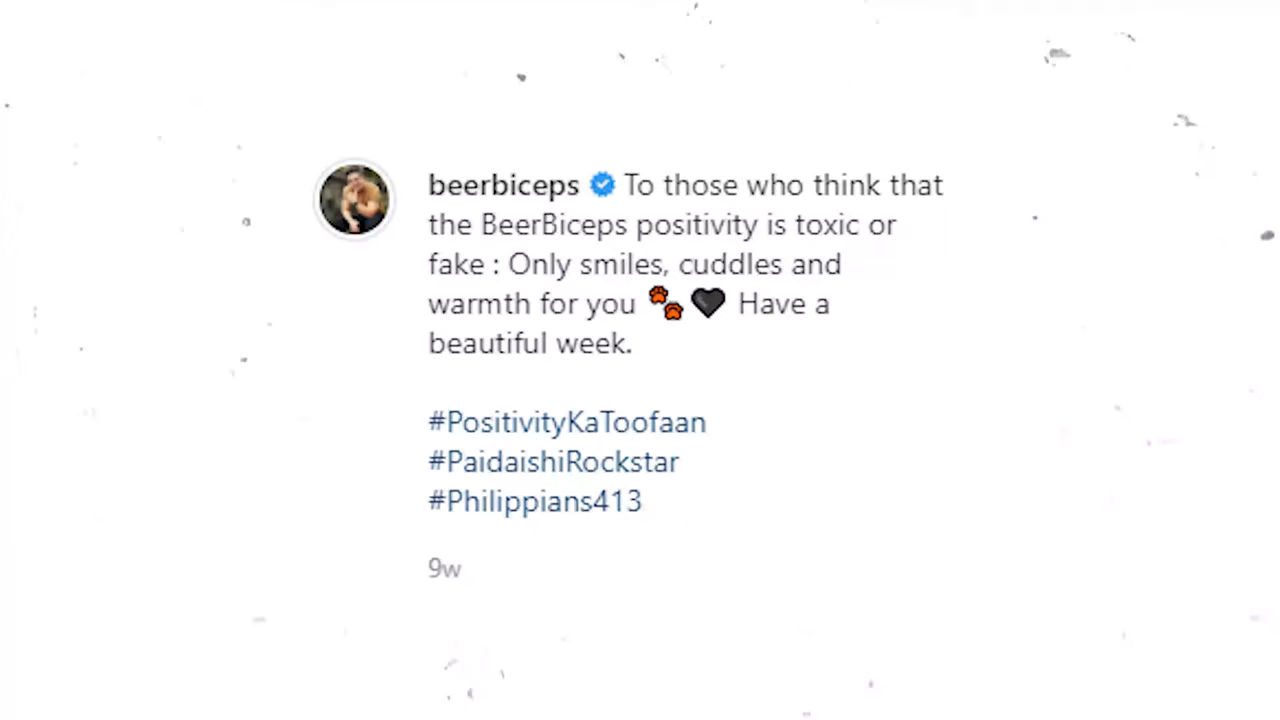 beerbiceps To those who think that
the BeerBiceps positivity is toxic or
fake : Only smiles, cuddles and
warmth for you 🐾🖤 Have a
beautiful week.
#PositivityKaToofaan
#PaidaishiRockstar
#Philippians413
9w